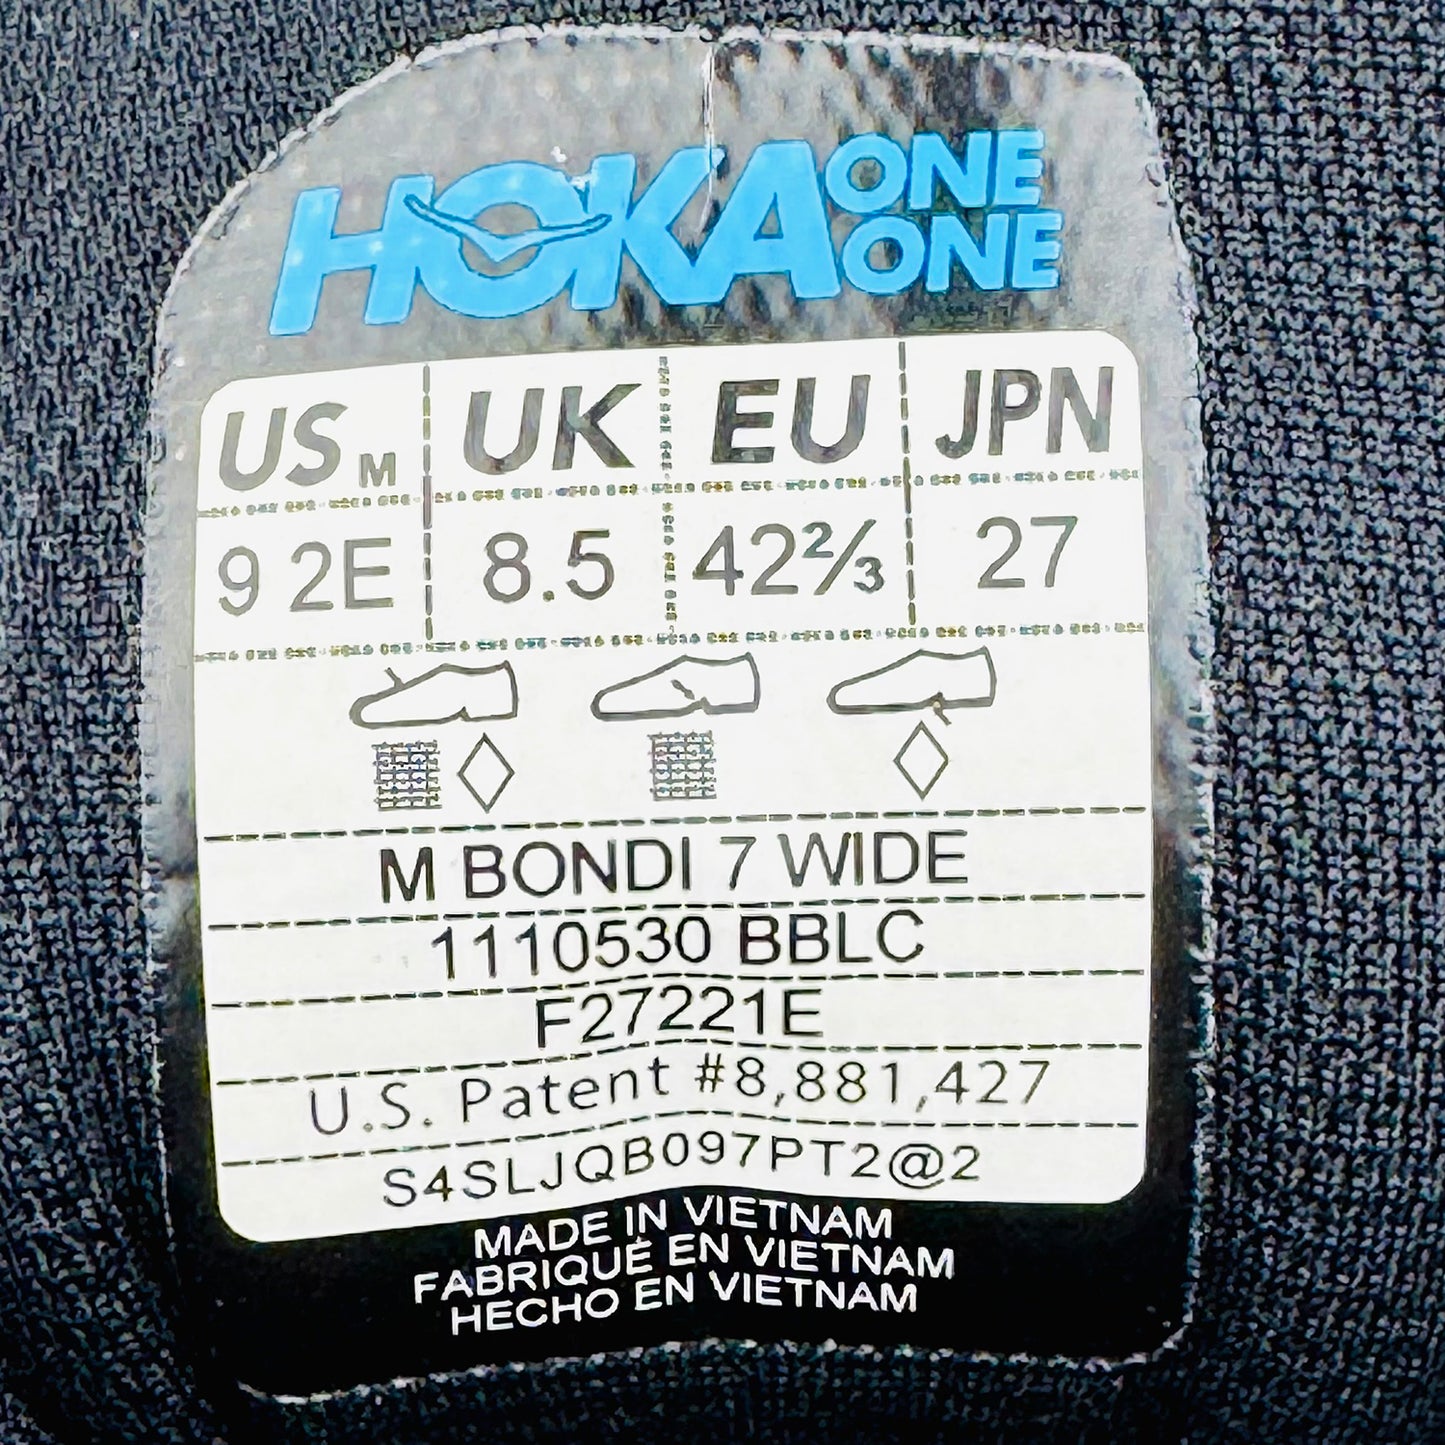 HOKA ONE ONE
US M UK EU JPN
9 2E 8.5 42⅔ 27
M BONDI 7 WIDE
1110530 BBLC
F27221E
U.S. Patent #8,881,427
S4SLJQB097PT2@2
MADE IN VIETNAM
FABRIQUÉ EN VIETNAM
HECHO EN VIETNAM